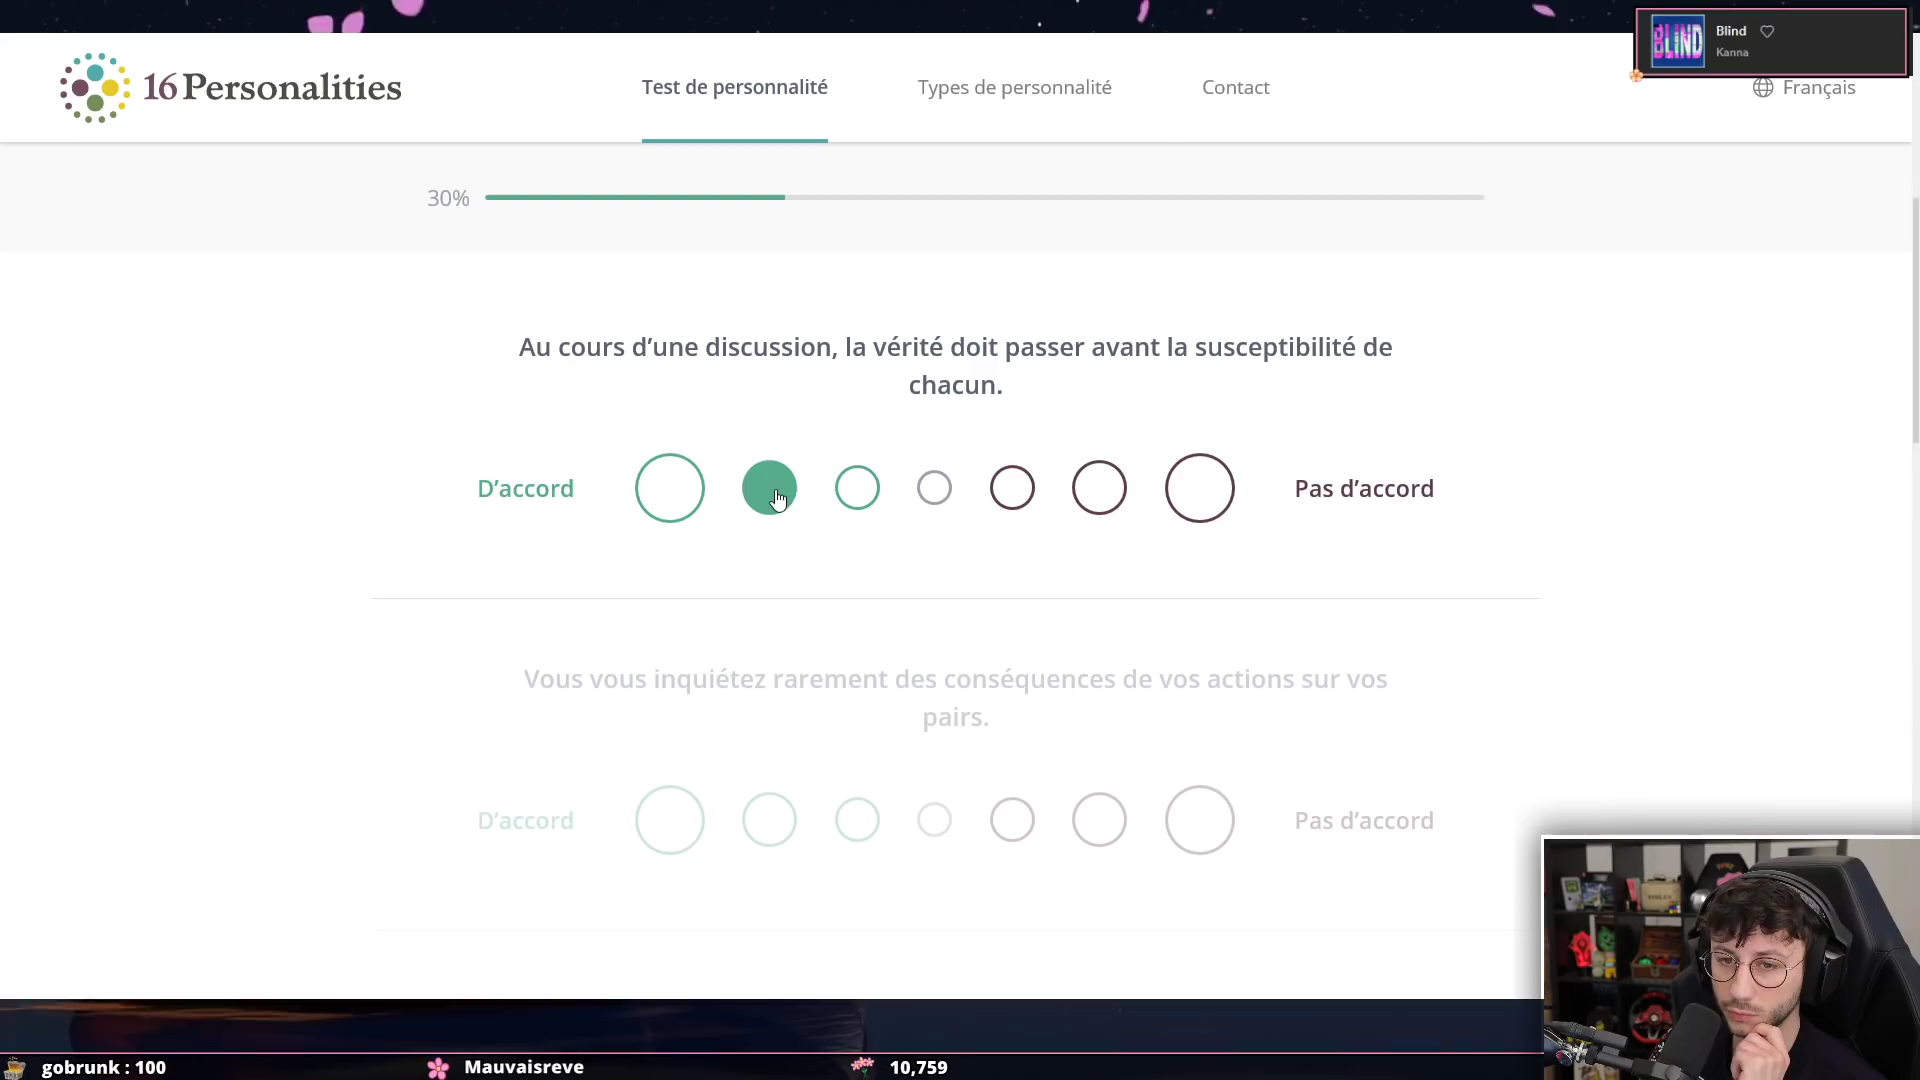 BLIND
Blind
Kanna
16Personalities
Test de personnalité
Types de personnalité
Contact
Français
30%
Au cours d’une discussion, la vérité doit passer avant la susceptibilité de
chacun.
D’accord
Pas d’accord
Vous vous inquiétez rarement des conséquences de vos actions sur vos
pairs.
D’accord
Pas d’accord
gobrunk : 100
Mauvaisreve
10,759